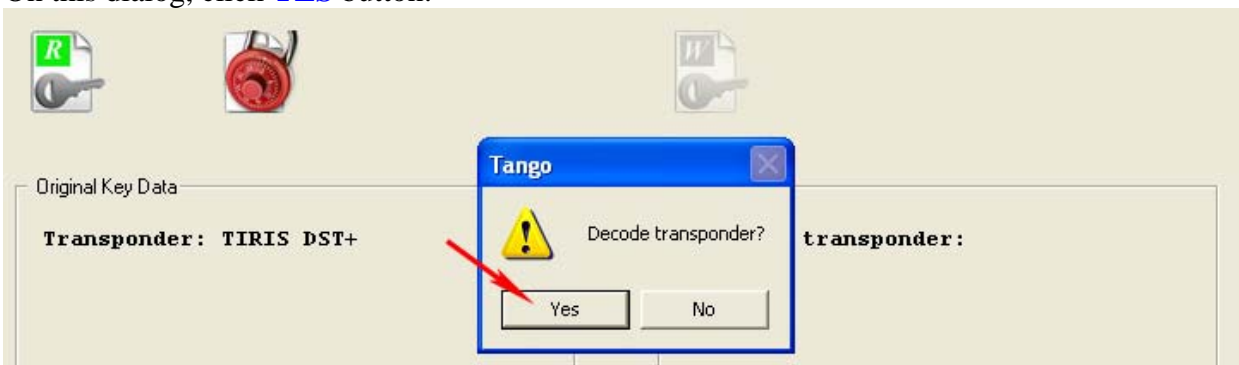 On this dialog, click YES button.
R
W
Tango
Original Key Data
Decode transponder?
Transponder: TIRIS DST+
transponder:
Yes
No